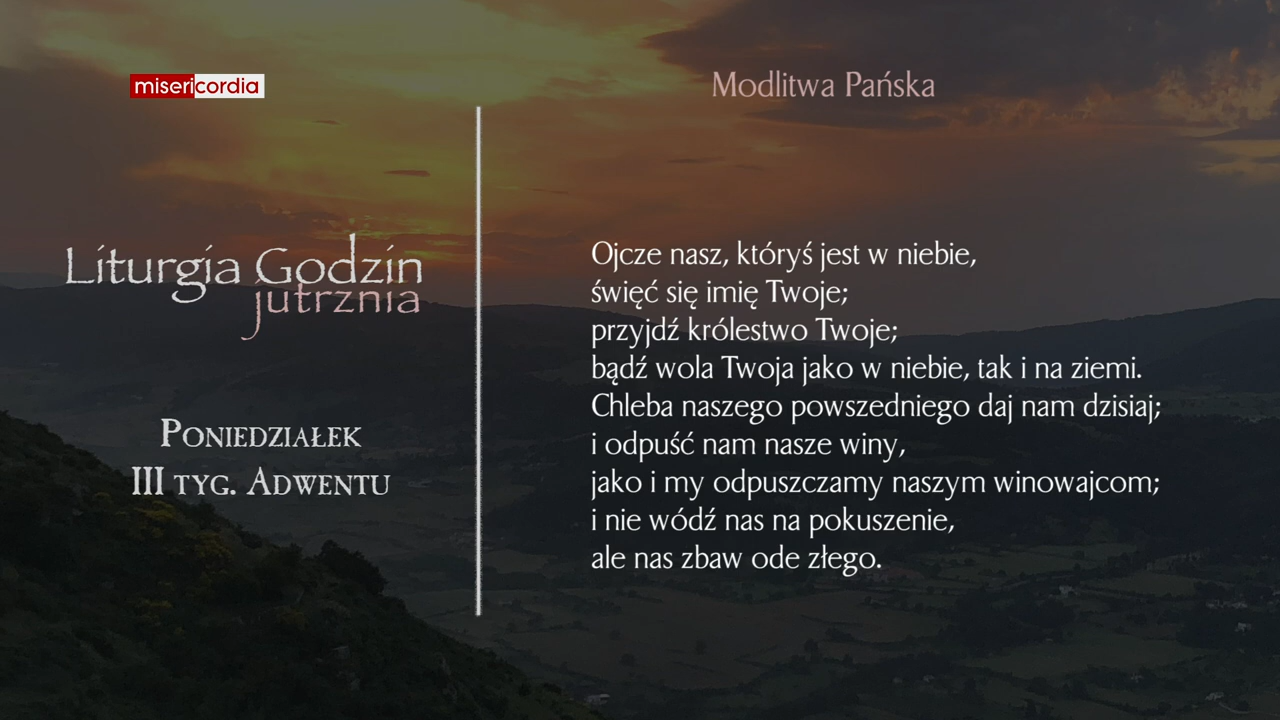 misericordia
Liturgia Godzin
jutrznia
Poniedziałek
III tyg. Adwentu
Modlitwa Pańska
Ojcze nasz, któryś jest w niebie,
święć się imię Twoje;
przyjdź królestwo Twoje;
bądź wola Twoja jako w niebie, tak i na ziemi.
Chleba naszego powszedniego daj nam dzisiaj;
i odpuść nam nasze winy,
jako i my odpuszczamy naszym winowajcom;
i nie wódź nas na pokuszenie,
ale nas zbaw ode złego.